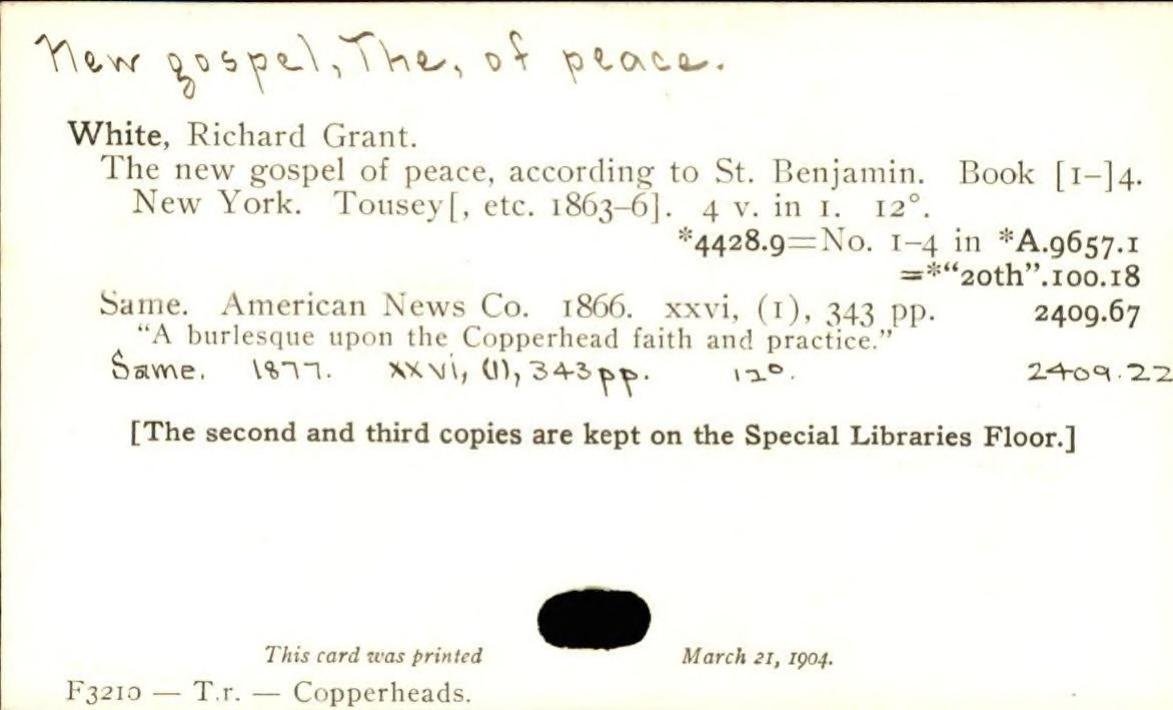 New gospel, The, of peace.
White, Richard Grant.
The new gospel of peace, according to St. Benjamin. Book [1–]4.
New York. Tousey[, etc. 1863–6]. 4 v. in 1. 12°.
*4428.9=No. 1–4 in *A.9657.1
=*“20th”.100.18
Same. American News Co. 1866. xxvi, (1), 343 pp. 2409.67
“A burlesque upon the Copperhead faith and practice.”
Same. 1877. xxvi, (1), 343 pp. 12°. 2409.22
[The second and third copies are kept on the Special Libraries Floor.]
This card was printed March 21, 1904.
F3210 — T.r. — Copperheads.